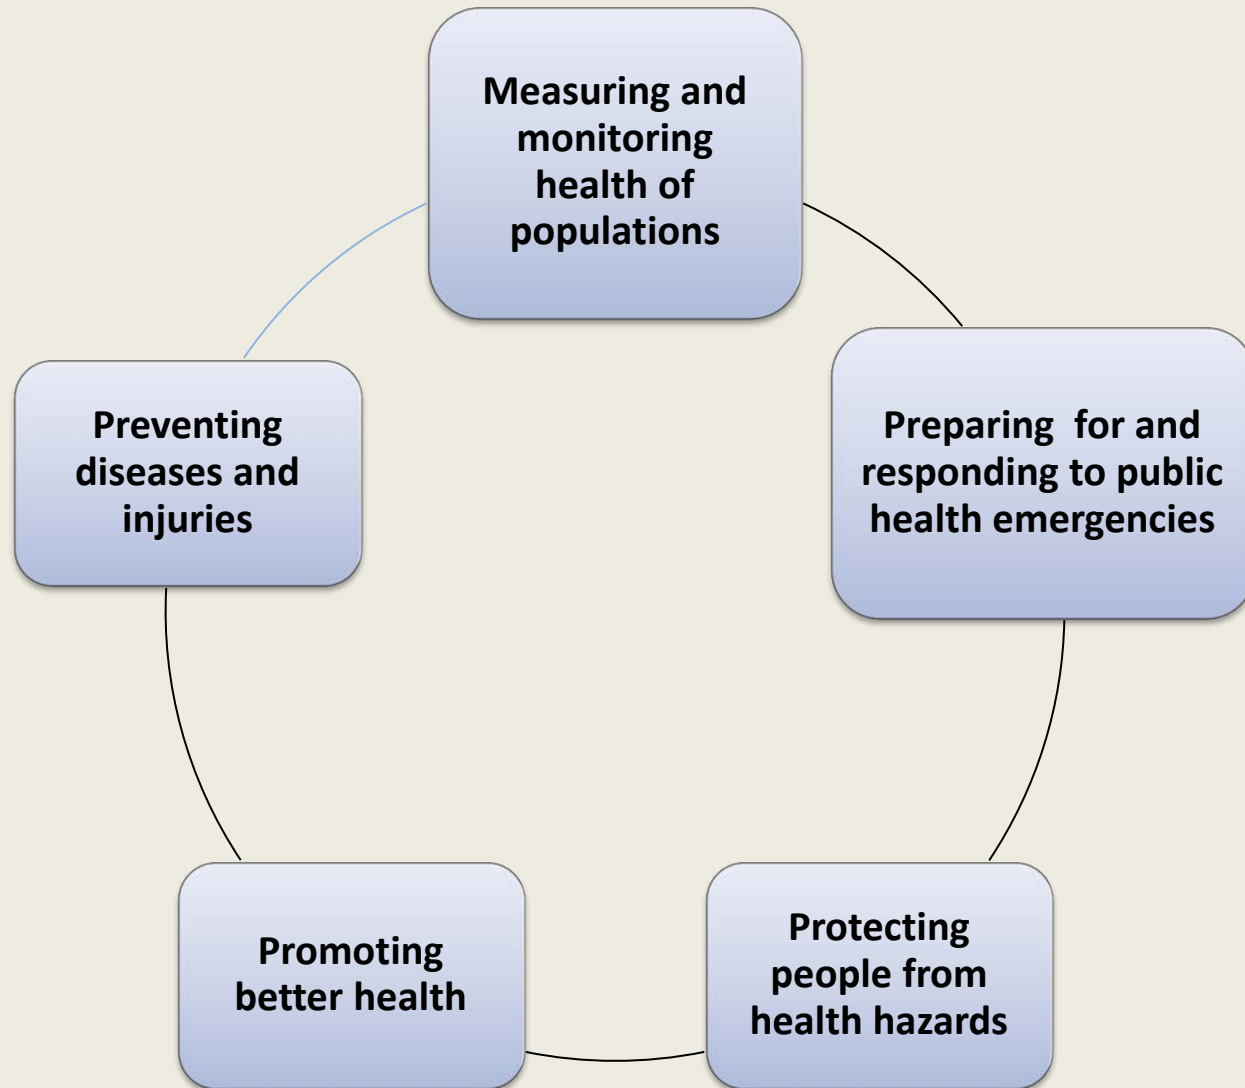 Measuring and
monitoring
health of
populations
Preparing  for and
responding to public
health emergencies
Protecting
people from
health hazards
Promoting
better health
Preventing
diseases and
injuries